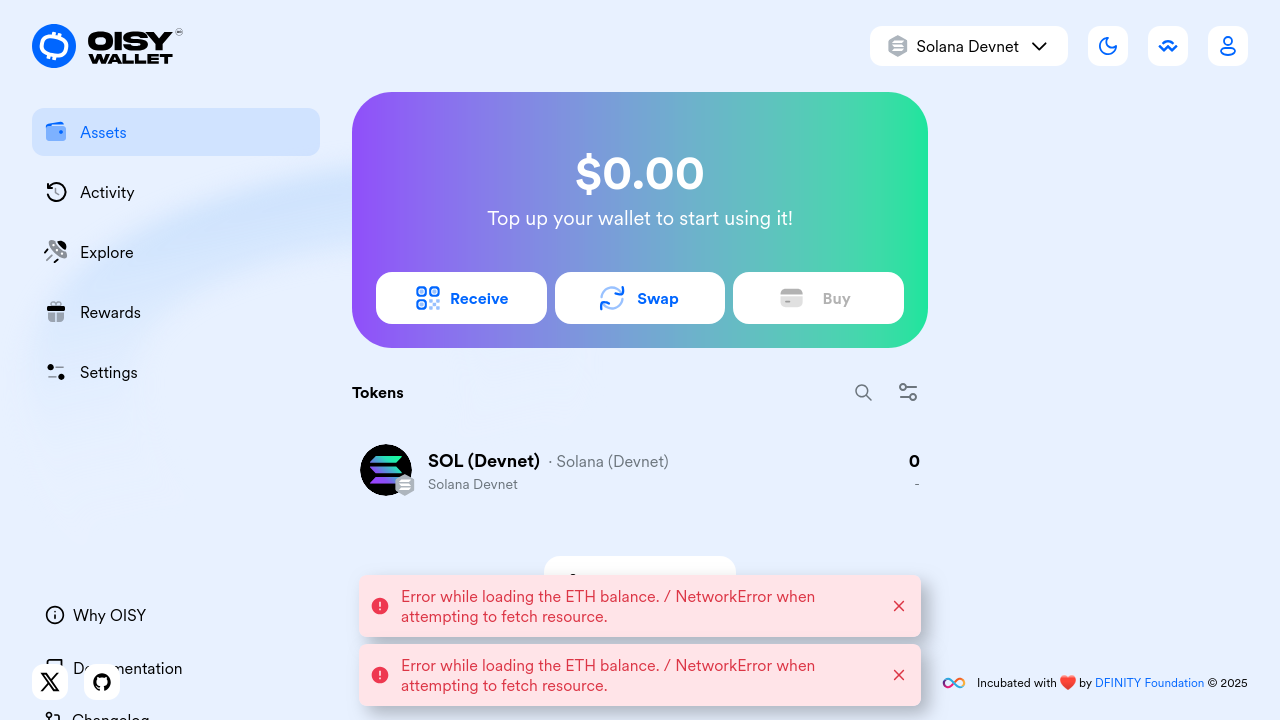 OISY
WALLET
Solana Devnet
Assets
Activity
Explore
Rewards
Settings
$0.00
Top up your wallet to start using it!
Receive
Swap
Buy
Tokens
SOL (Devnet) · Solana (Devnet)
0
Solana Devnet
-
Error while loading the ETH balance. / NetworkError when
attempting to fetch resource.
Error while loading the ETH balance. / NetworkError when
attempting to fetch resource.
Why OISY
Documentation
Changelog
Incubated with ❤️ by DFINITY Foundation © 2025